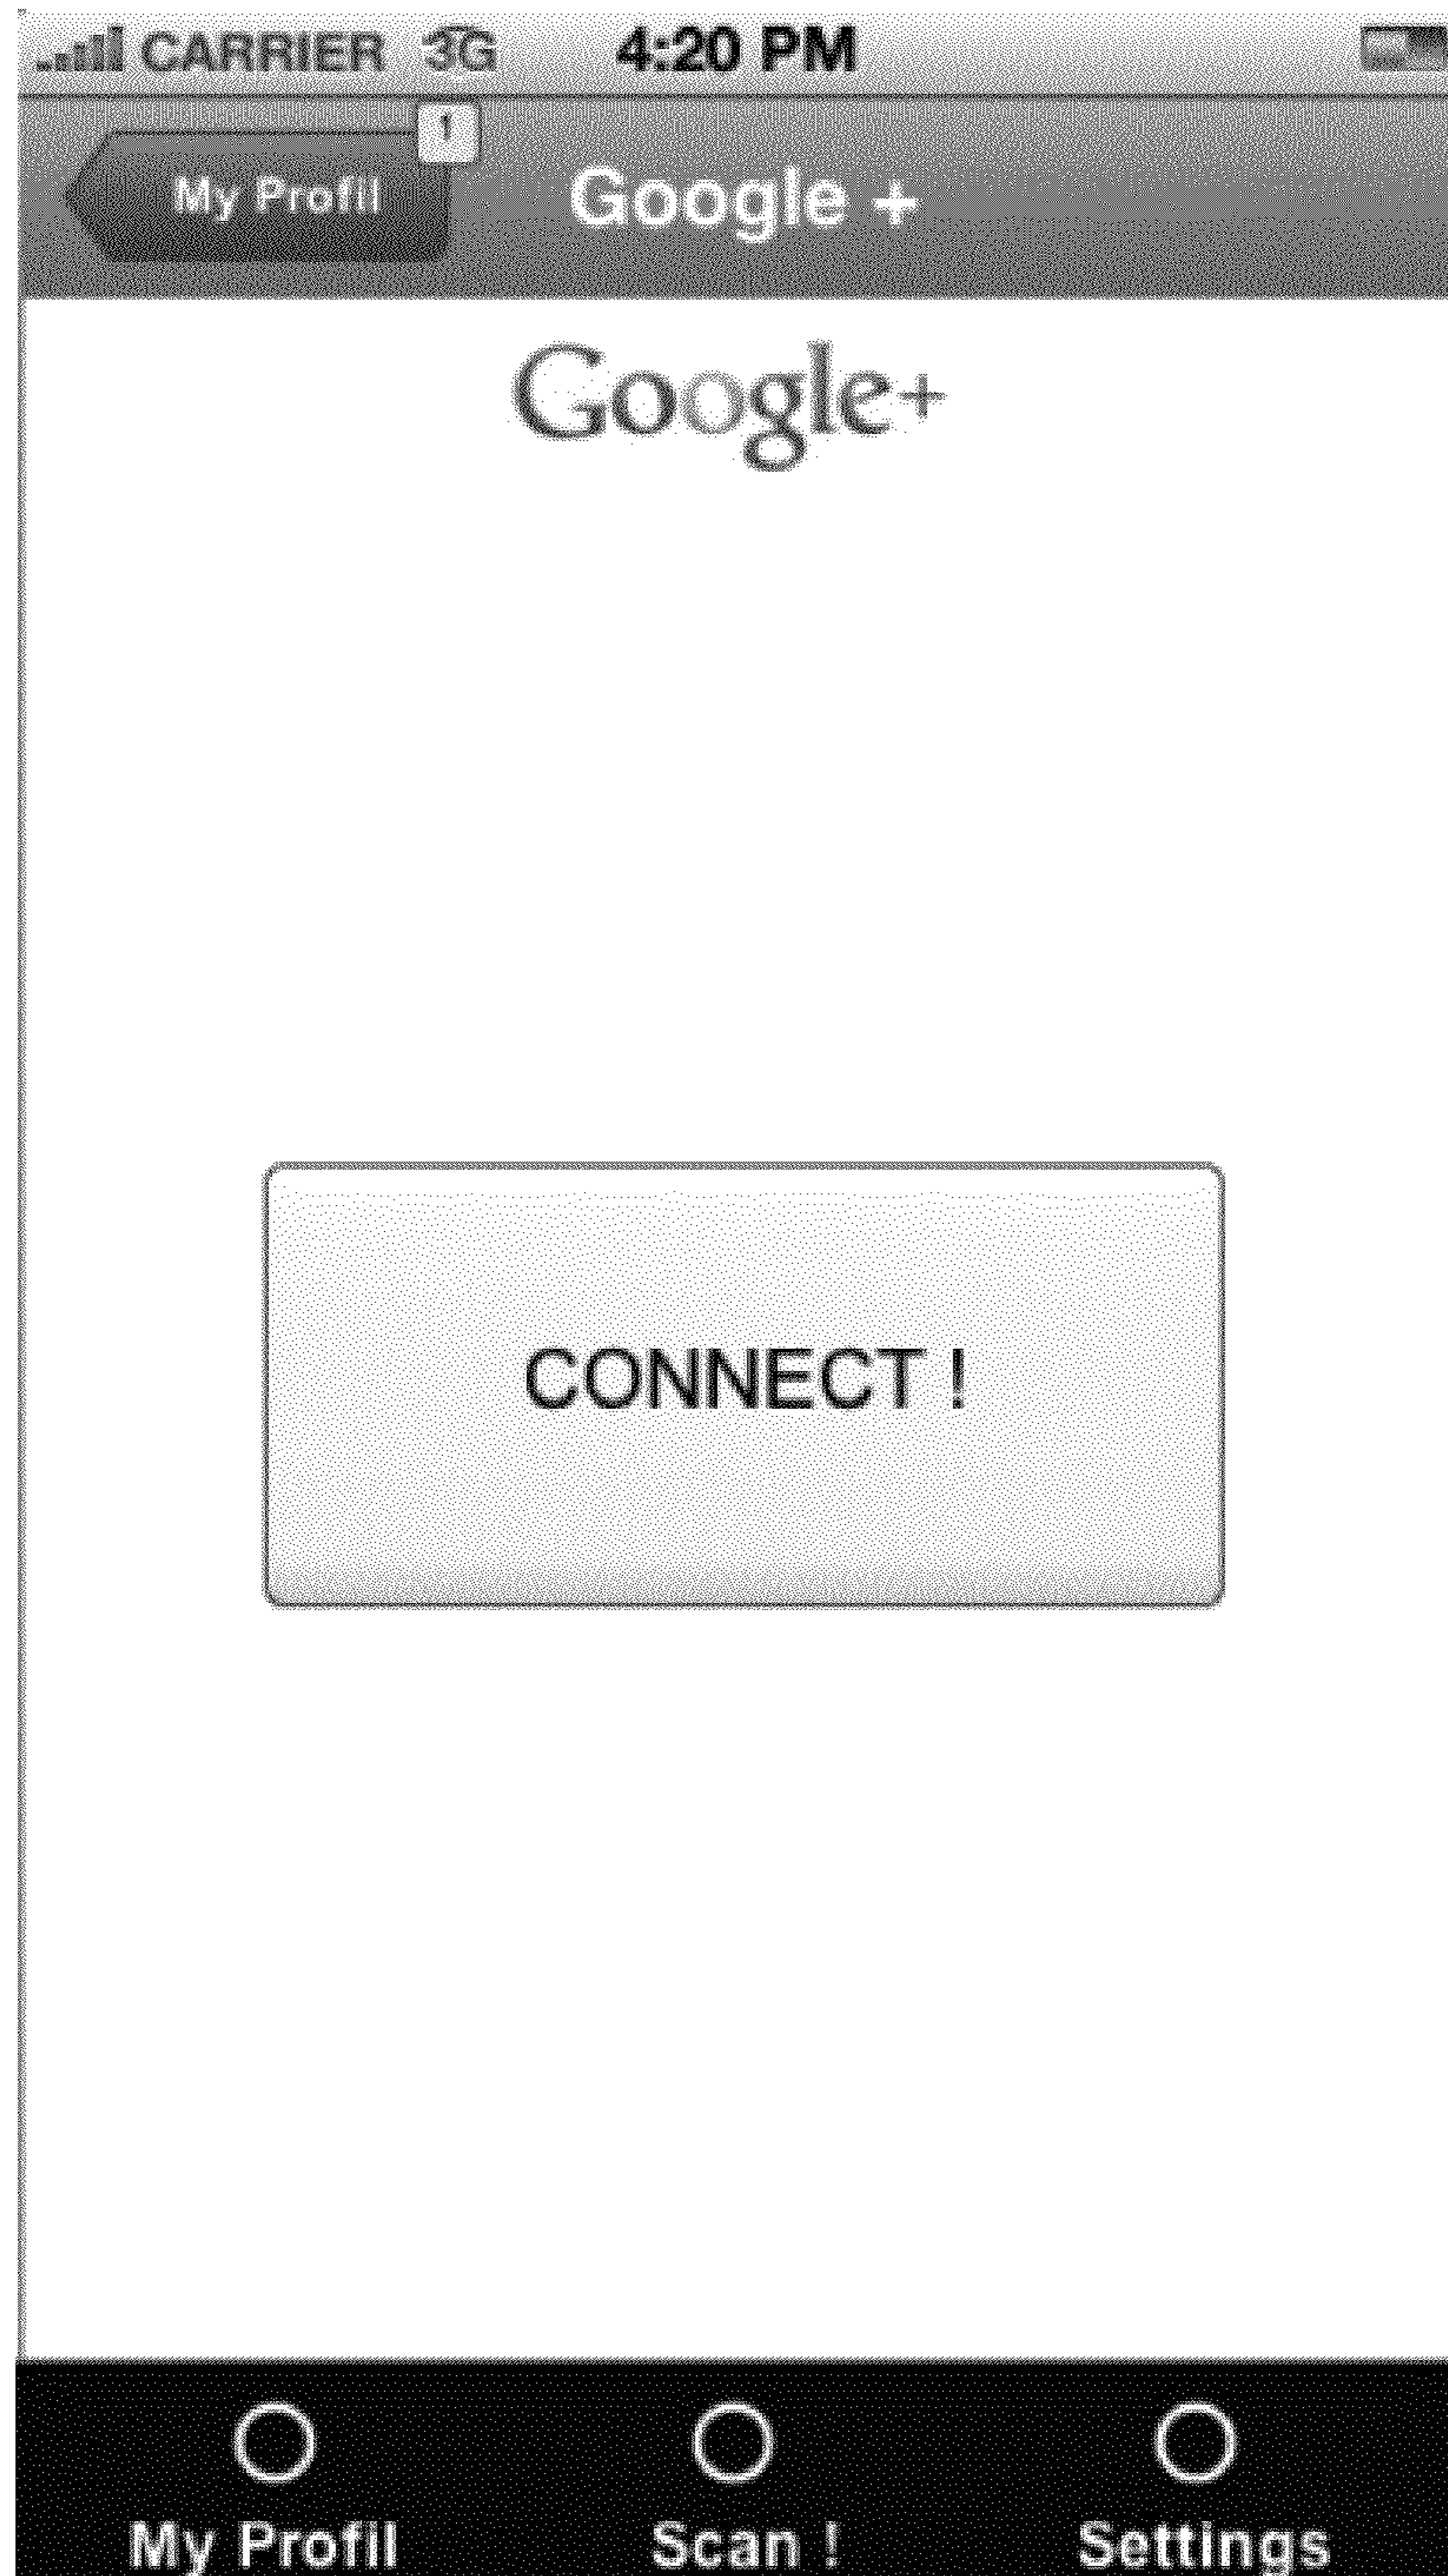 CARRIER 3G 4:20 PM
1
My Profil Google +
Google+
CONNECT !
My Profil Scan ! Settings